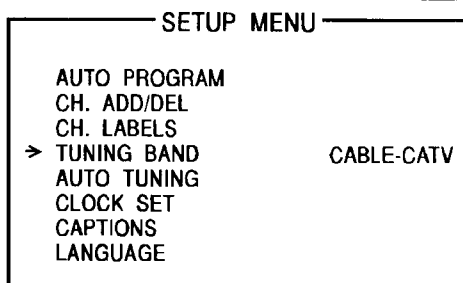 SETUP MENU
AUTO PROGRAM
CH. ADD/DEL
CH. LABELS
→ TUNING BAND CABLE-CATV
AUTO TUNING
CLOCK SET
CAPTIONS
LANGUAGE